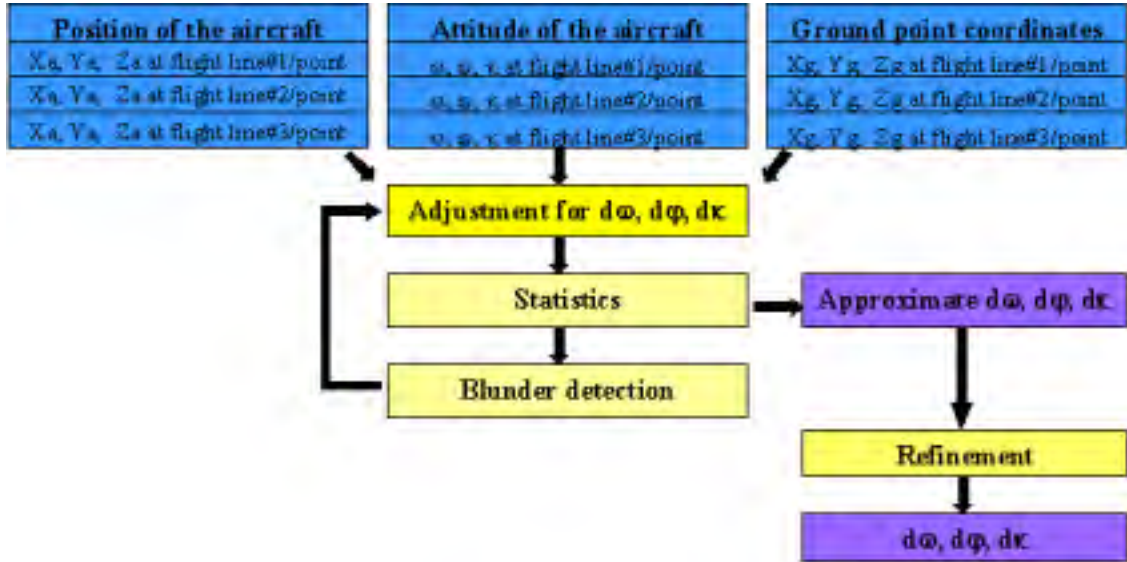 Position of the aircraft
Xa, Ya, Za at flight line#1/point
Xa, Ya, Za at flight line#2/point
Xa, Ya, Za at flight line#3/point
Attitude of the aircraft
ω, φ, κ at flight line#1/point
ω, φ, κ at flight line#2/point
ω, φ, κ at flight line#3/point
Ground point coordinates
Xg, Yg, Zg at flight line#1/point
Xg, Yg, Zg at flight line#2/point
Xg, Yg, Zg at flight line#3/point
Adjustment for dω, dφ, dκ
Statistics
Approximate dω, dφ, dκ
Blunder detection
Refinement
dω, dφ, dκ